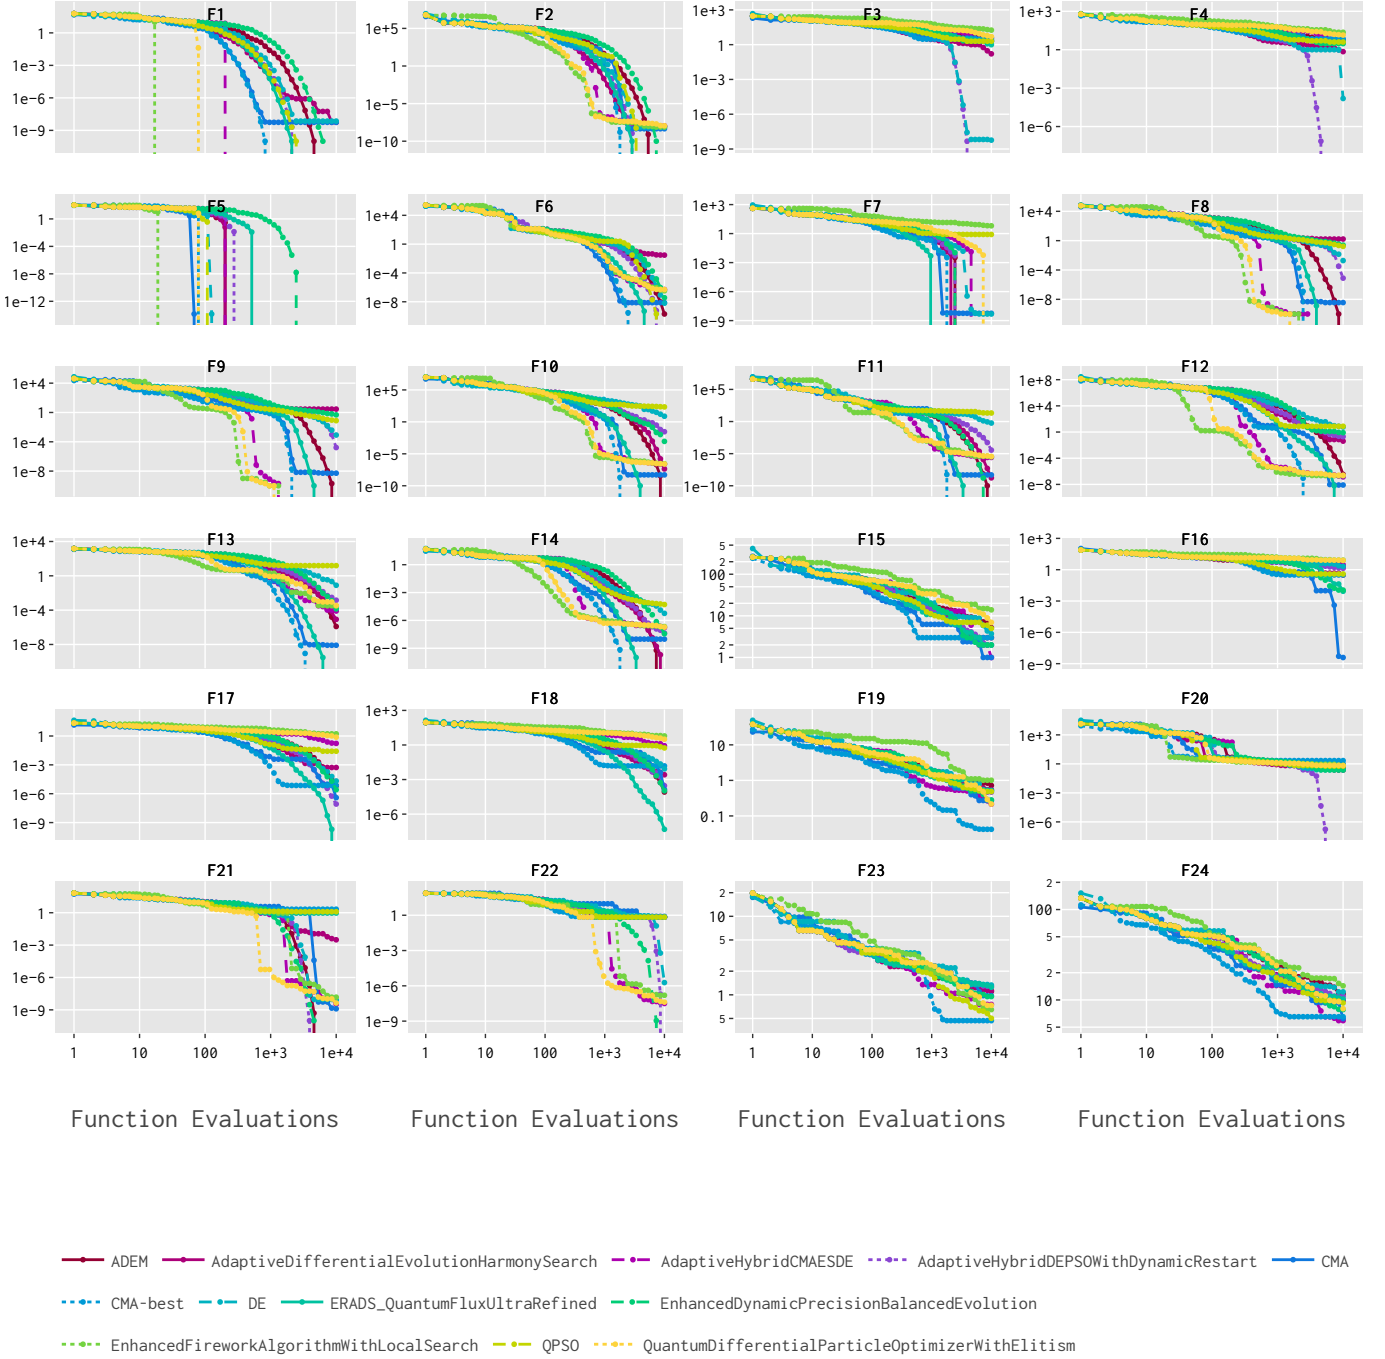 F1 F2 F3 F4
1 1e−3 1e−6 1e−9
1e+5 1 1e−5 1e−10
1e+3 1 1e−3 1e−6 1e−9
1e+3 1 1e−3 1e−6
F5 F6 F7 F8
1 1e−4 1e−8 1e−12
1e+4 1 1e−4 1e−8
1e+3 1 1e−3 1e−6 1e−9
1e+4 1 1e−4 1e−8
F9 F10 F11 F12
1e+4 1 1e−4 1e−8
1e+5 1 1e−5 1e−10
1e+5 1 1e−5 1e−10
1e+8 1e+4 1 1e−4 1e−8
F13 F14 F15 F16
1e+4 1 1e−4 1e−8
1 1e−3 1e−6 1e−9
5 2 100 5 2 10 5 2 1
1e+3 1 1e−3 1e−6 1e−9
F17 F18 F19 F20
1 1e−3 1e−6 1e−9
1e+3 1 1e−3 1e−6
10 1 0.1
1e+3 1 1e−3 1e−6
F21 F22 F23 F24
1 1e−3 1e−6 1e−9
1 1e−3 1e−6 1e−9
2 10 5 2 1 5
2 100 5 2 10 5
1 10 100 1e+3 1e+4 1 10 100 1e+3 1e+4 1 10 100 1e+3 1e+4 1 10 100 1e+3 1e+4
Function Evaluations Function Evaluations Function Evaluations Function Evaluations
ADEM AdaptiveDifferentialEvolutionHarmonySearch AdaptiveHybridCMAESDE AdaptiveHybridDEPSOWithDynamicRestart CMA
CMA-best DE ERADS_QuantumFluxUltraRefined EnhancedDynamicPrecisionBalancedEvolution
EnhancedFireworkAlgorithmWithLocalSearch QPSO QuantumDifferentialParticleOptimizerWithElitism